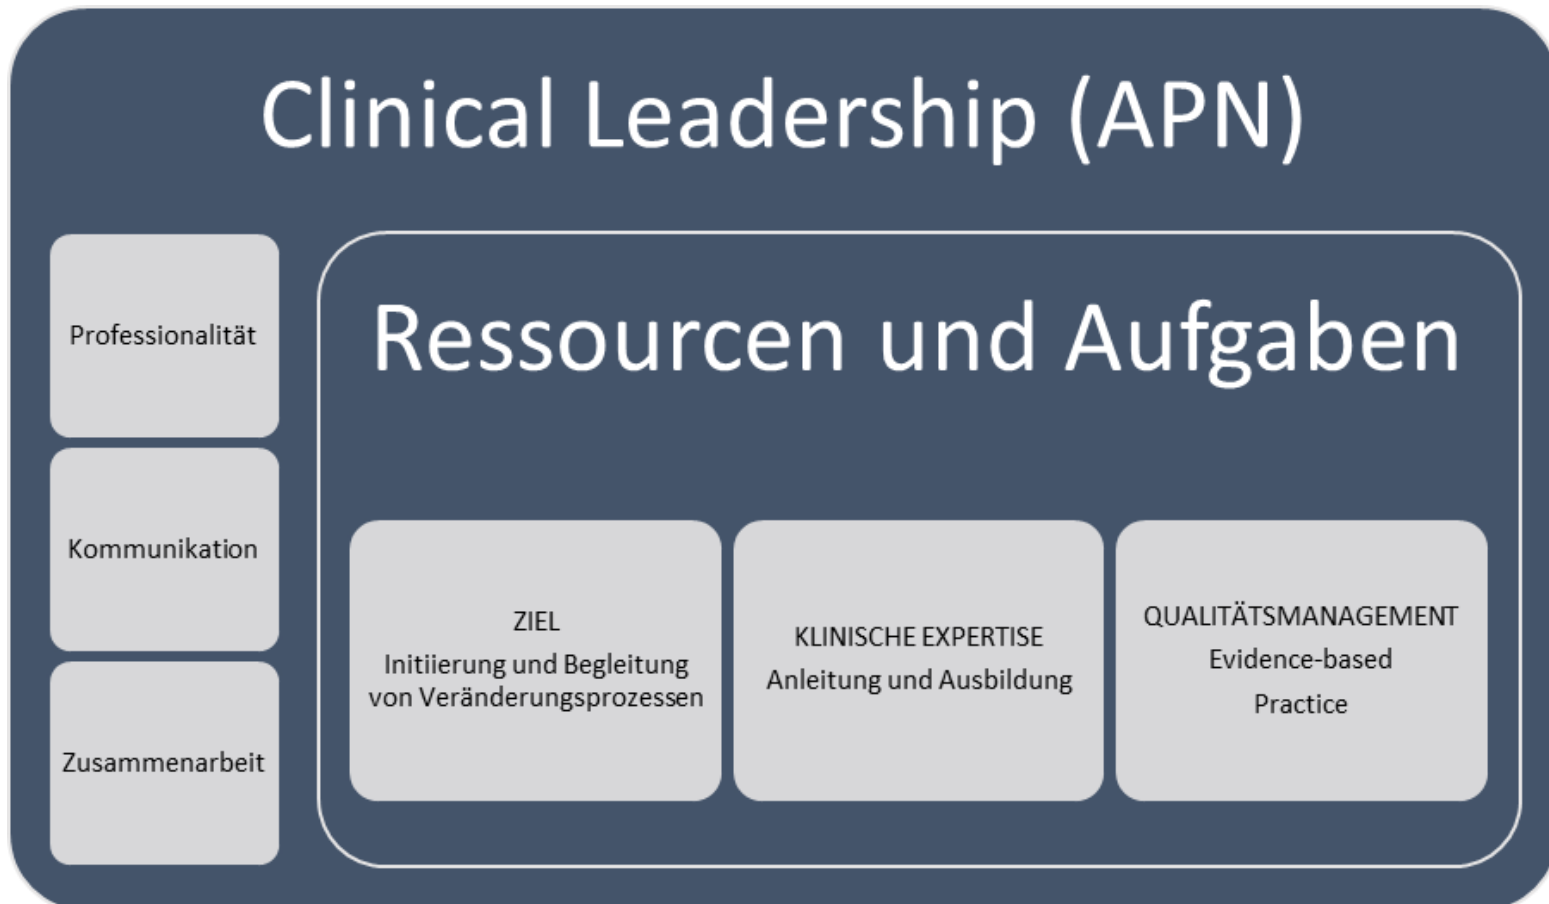 Clinical Leadership (APN)
Professionalität
Kommunikation
Zusammenarbeit
Ressourcen und Aufgaben
ZIEL
Initiierung und Begleitung
von Veränderungsprozessen
KLINISCHE EXPERTISE
Anleitung und Ausbildung
QUALITÄTSMANAGEMENT
Evidence-based
Practice